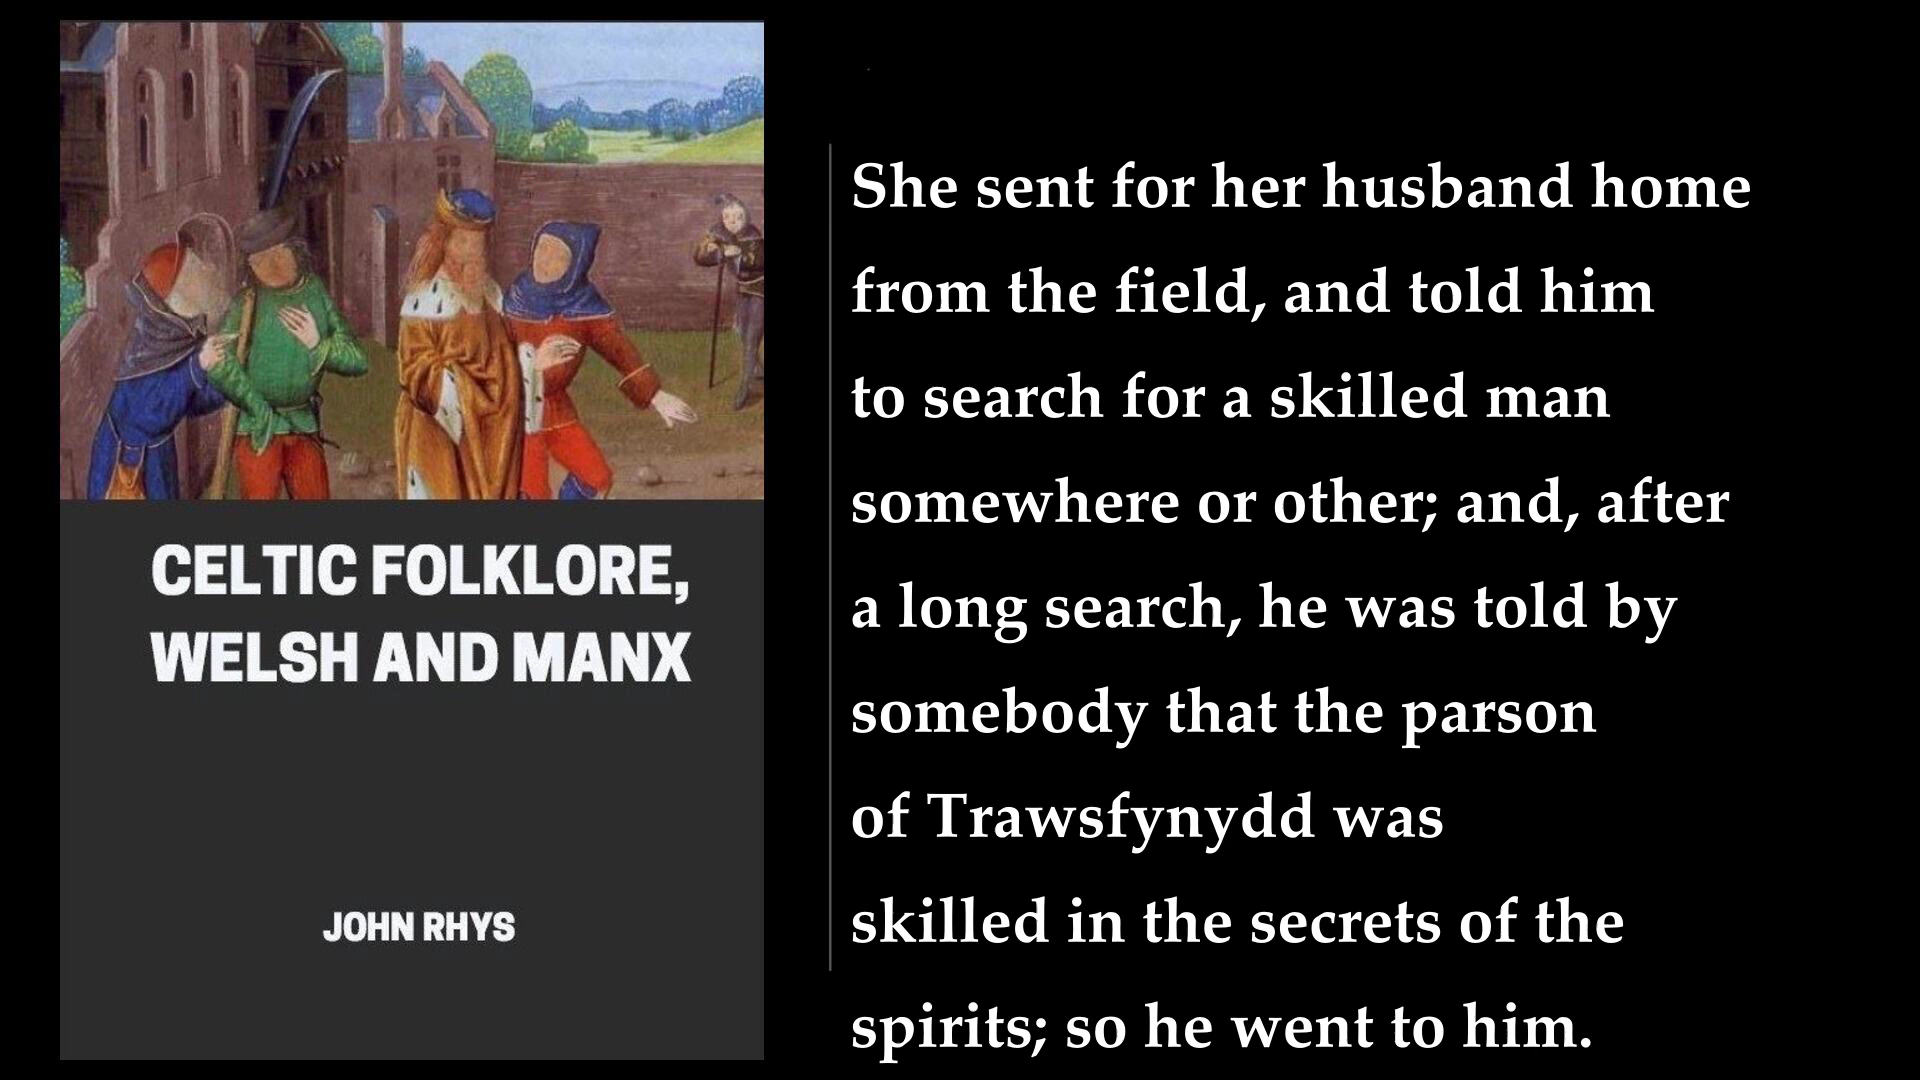 CELTIC FOLKLORE,
WELSH AND MANX
JOHN RHYS
She sent for her husband home
from the field, and told him
to search for a skilled man
somewhere or other; and, after
a long search, he was told by
somebody that the parson
of Trawsfynydd was
skilled in the secrets of the
spirits; so he went to him.